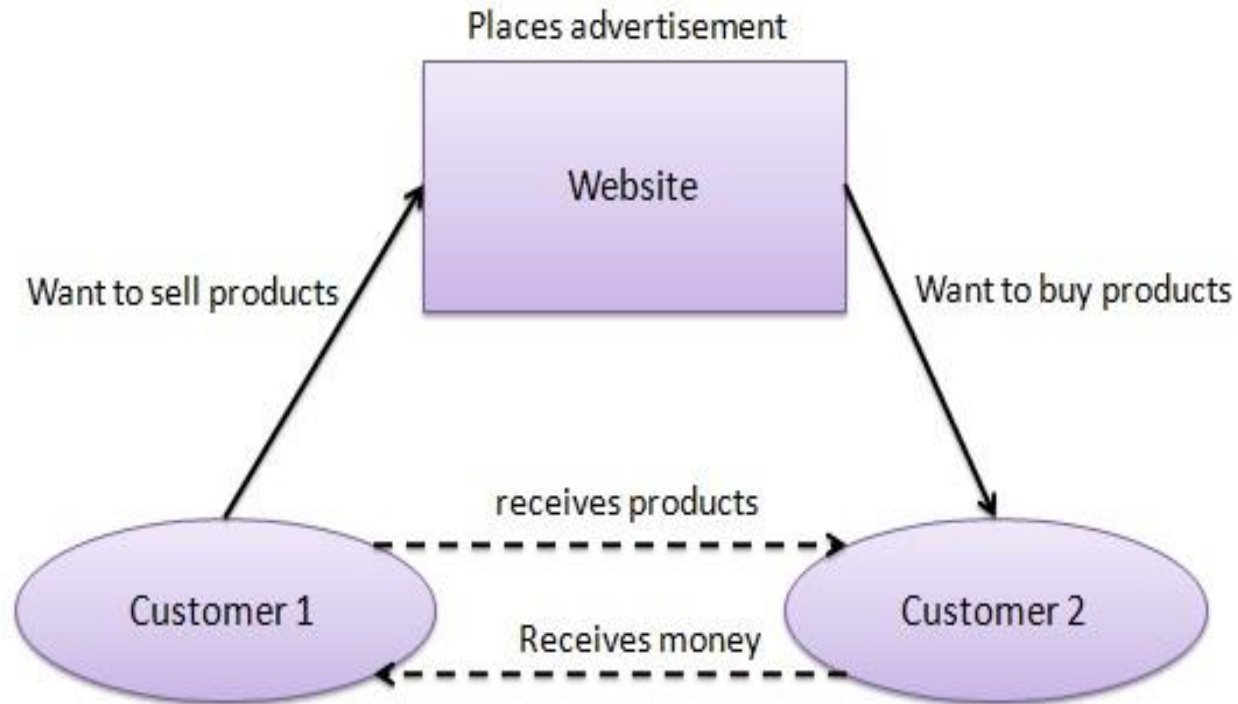 Places advertisement
Website
Want to sell products
Want to buy products
receives products
Customer 1
Customer 2
Receives money